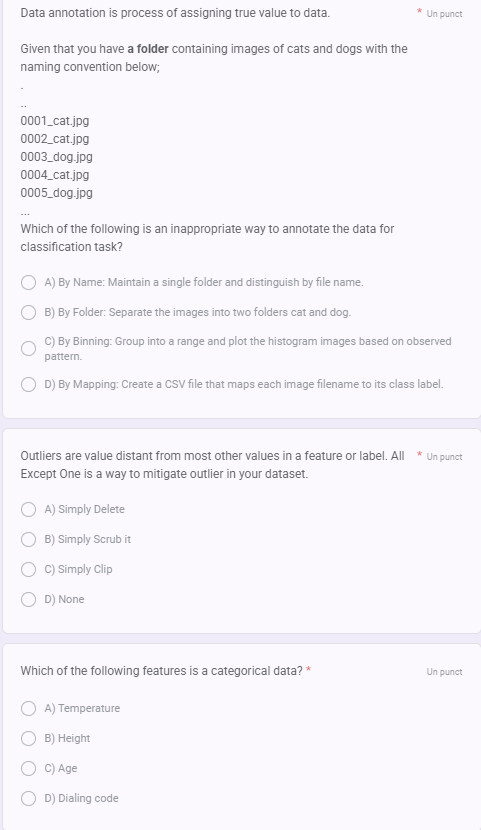 Data annotation is process of assigning true value to data.
* Un punct
Given that you have a folder containing images of cats and dogs with the
naming convention below;
.
..
0001_cat.jpg
0002_cat.jpg
0003_dog.jpg
0004_cat.jpg
0005_dog.jpg
...
Which of the following is an inappropriate way to annotate the data for
classification task?
A) By Name: Maintain a single folder and distinguish by file name.
B) By Folder: Separate the images into two folders cat and dog.
C) By Binning: Group into a range and plot the histogram images based on observed
pattern.
D) By Mapping: Create a CSV file that maps each image filename to its class label.
Outliers are value distant from most other values in a feature or label. All
* Un punct
Except One is a way to mitigate outlier in your dataset.
A) Simply Delete
B) Simply Scrub it
C) Simply Clip
D) None
Which of the following features is a categorical data? *
Un punct
A) Temperature
B) Height
C) Age
D) Dialing code